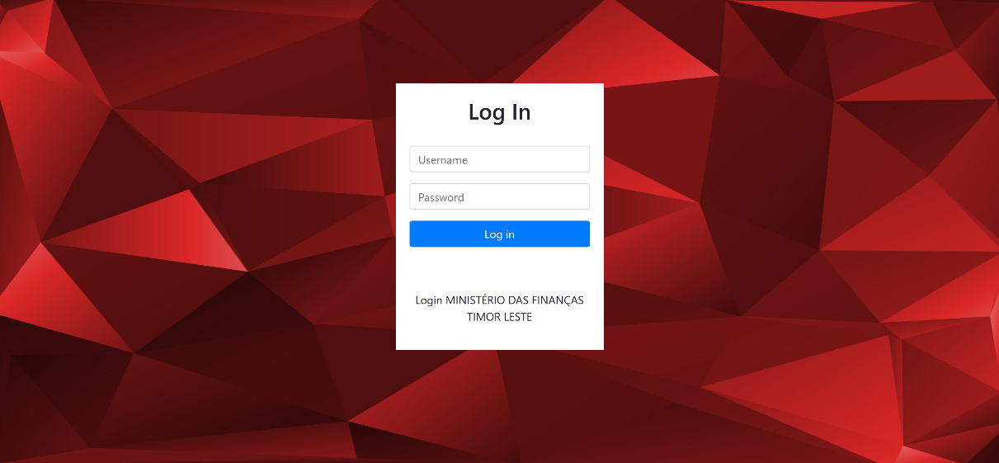 Log In
Username
Password
Log in
Login MINISTÉRIO DAS FINANÇAS
TIMOR LESTE